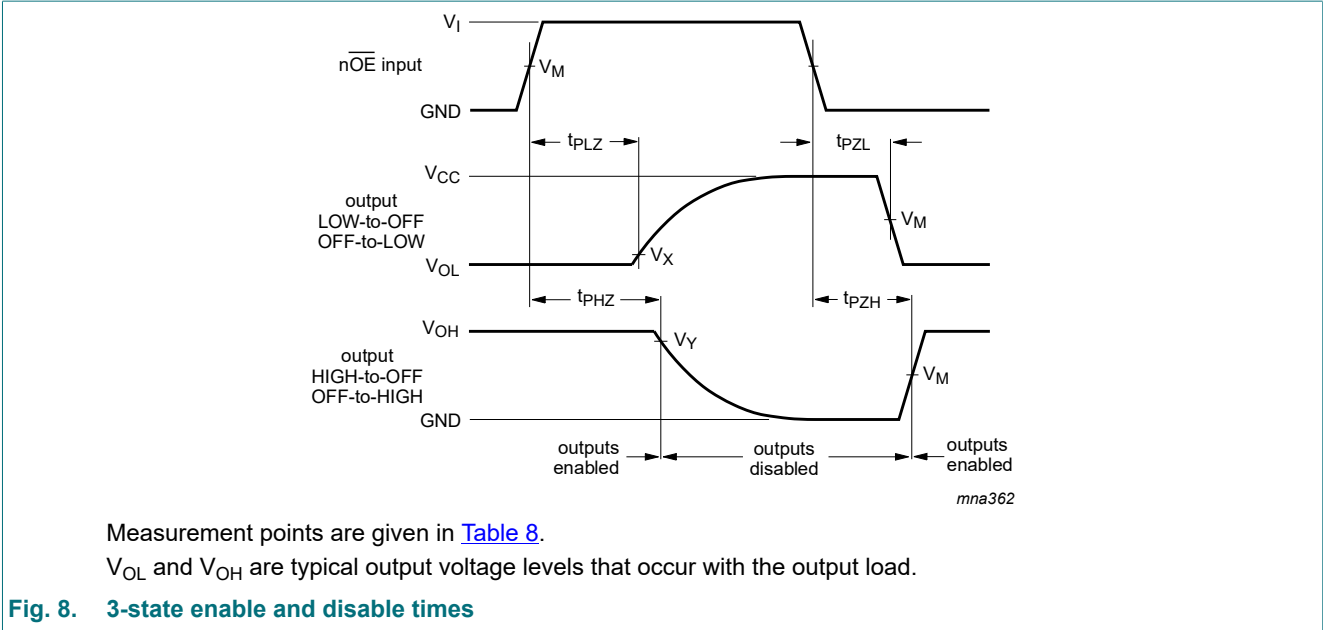 V_I
nOE input
V_M
GND
t_PLZ
t_PZL
V_CC
output
LOW-to-OFF
OFF-to-LOW
V_M
V_X
V_OL
t_PHZ
t_PZH
V_OH
output
HIGH-to-OFF
OFF-to-HIGH
V_Y
V_M
GND
outputs
enabled
outputs
disabled
outputs
enabled
mna362
Measurement points are given in Table 8.
V_OL and V_OH are typical output voltage levels that occur with the output load.
Fig. 8. 3-state enable and disable times